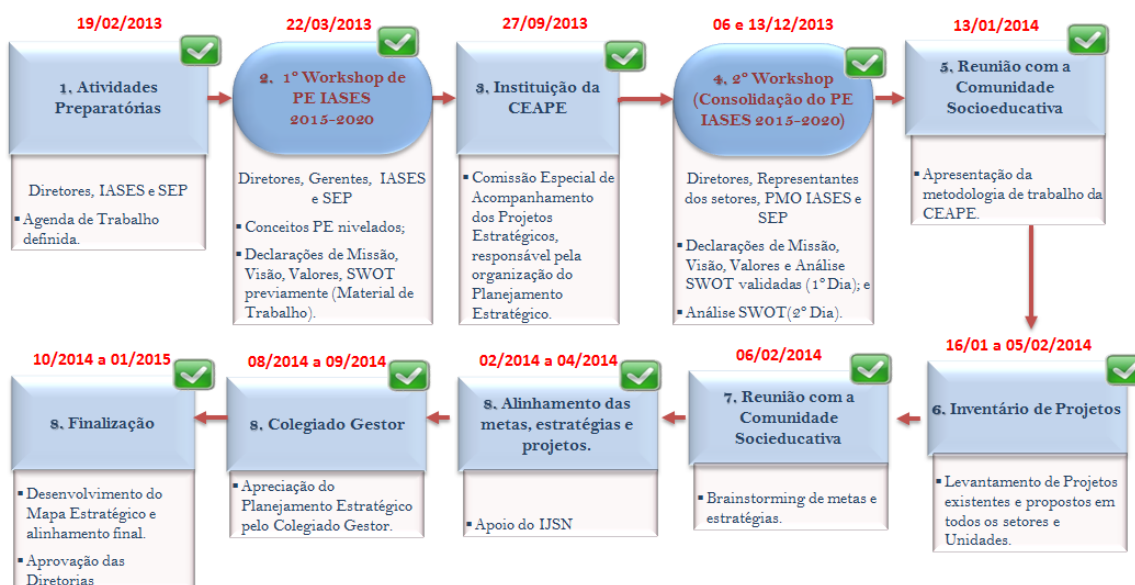 19/02/2013
1. Atividades
Preparatórias
Diretores, IASES e SEP
▪ Agenda de Trabalho
definida.
22/03/2013
2. 1º Workshop de
PE IASES
2015-2020
Diretores, Gerentes, IASES
e SEP
▪ Conceitos PE nivelados;
▪ Declarações de Missão,
Visão, Valores, SWOT
previamente (Material de
Trabalho).
27/09/2013
3. Instituição da
CEAPE
▪ Comissão Especial de
Acompanhamento
dos Projetos
Estratégicos,
responsável pela
organização do
Planejamento
Estratégico.
06 e 13/12/2013
4. 2º Workshop
(Consolidação do PE
IASES 2015-2020)
Diretores, Representantes
dos setores, PMO IASES e
SEP
▪ Declarações de Missão,
Visão, Valores e Análise
SWOT validadas (1º Dia); e
▪ Análise SWOT(2º Dia).
13/01/2014
5. Reunião com a
Comunidade
Socioeducativa
▪ Apresentação da
metodologia de trabalho da
CEAPE.
16/01 a 05/02/2014
6. Inventário de Projetos
▪ Levantamento de Projetos
existentes e propostos em
todos os setores e
Unidades.
06/02/2014
7. Reunião com a
Comunidade
Socieducativa
▪ Brainstorming de metas e
estratégias.
02/2014 a 04/2014
8. Alinhamento das
metas, estratégias e
projetos.
▪ Apoio do IJSN
08/2014 a 09/2014
8. Colegiado Gestor
▪ Apreciação do
Planejamento Estratégico
pelo Colegiado Gestor.
10/2014 a 01/2015
8. Finalização
▪ Desenvolvimento do
Mapa Estratégico e
alinhamento final.
▪ Aprovação das
Diretorias